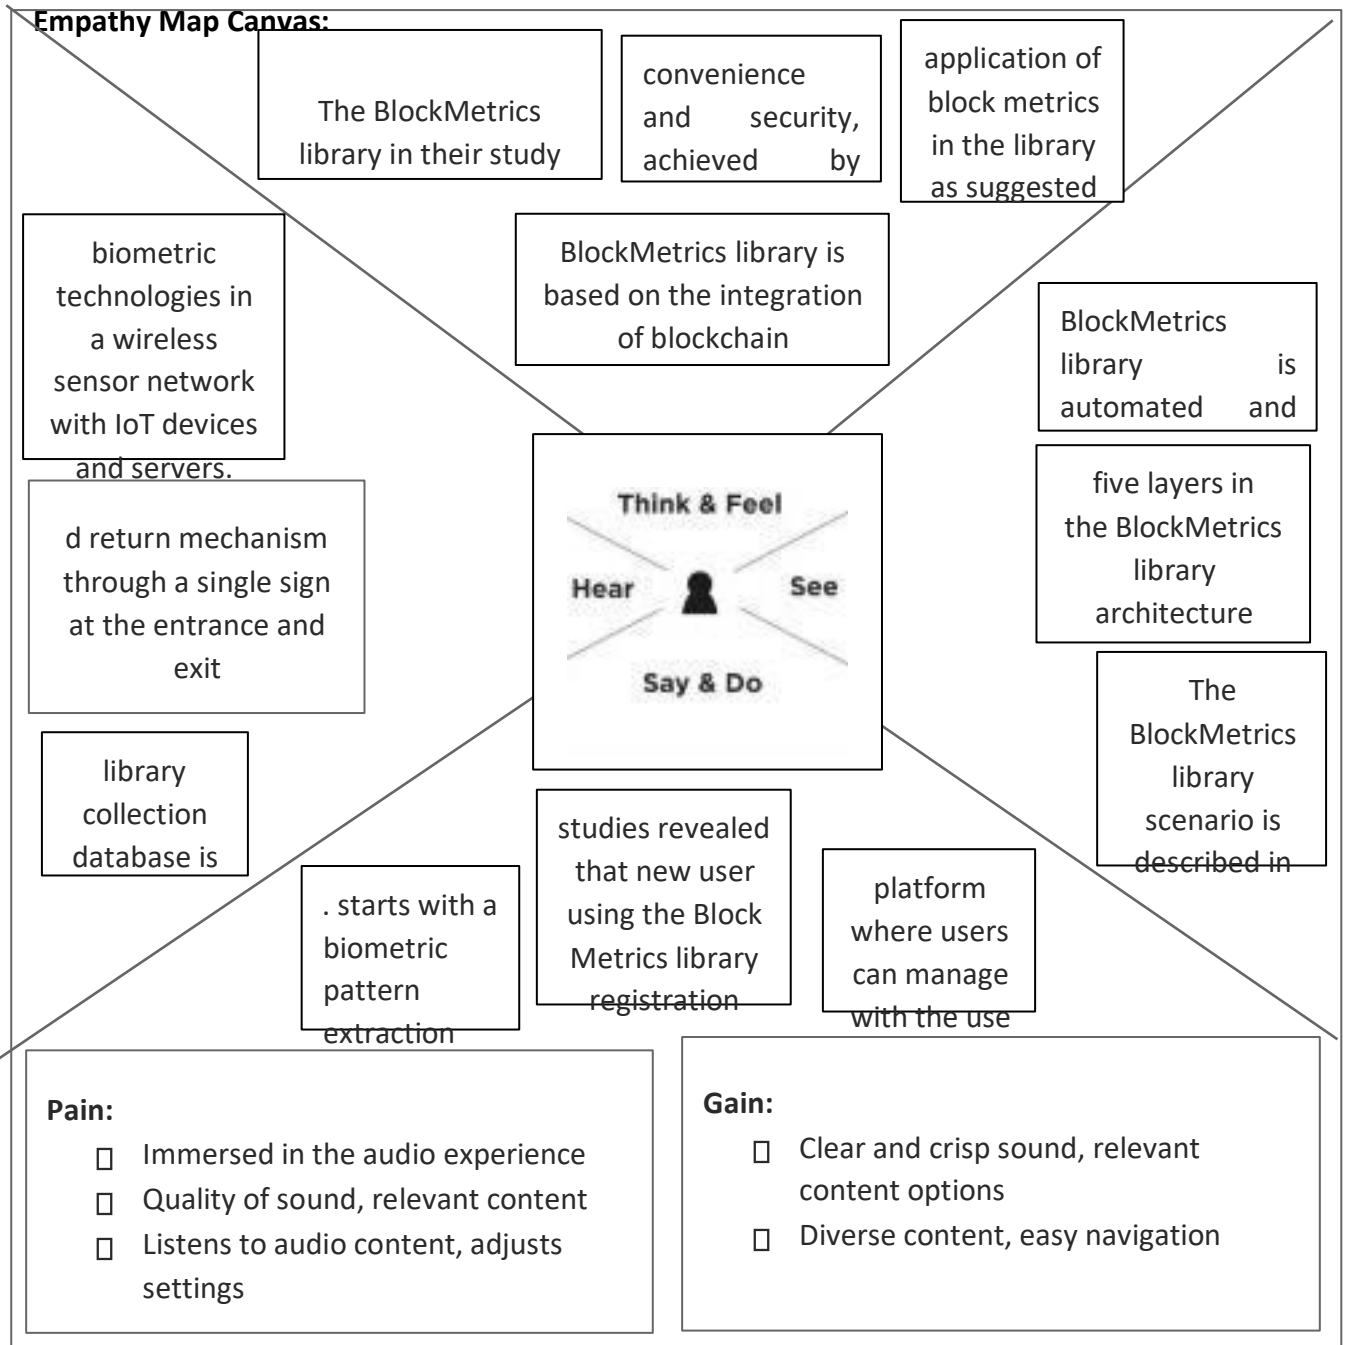 Empathy Map Canvas:
The BlockMetrics
library in their study
convenience
and security,
achieved by
application of
block metrics
in the library
as suggested
biometric
technologies in
a wireless
sensor network
with IoT devices
and servers.
BlockMetrics library is
based on the integration
of blockchain
BlockMetrics
library is
automated and
d return mechanism
through a single sign
at the entrance and
exit
Think & Feel
Hear
See
Say & Do
five layers in
the BlockMetrics
library
architecture
The
BlockMetrics
library
scenario is
described in
library
collection
database is
. starts with a
biometric
pattern
extraction
studies revealed
that new user
using the Block
Metrics library
registration
platform
where users
can manage
with the use
Pain:
Immersed in the audio experience
Quality of sound, relevant content
Listens to audio content, adjusts
settings
Gain:
Clear and crisp sound, relevant
content options
Diverse content, easy navigation